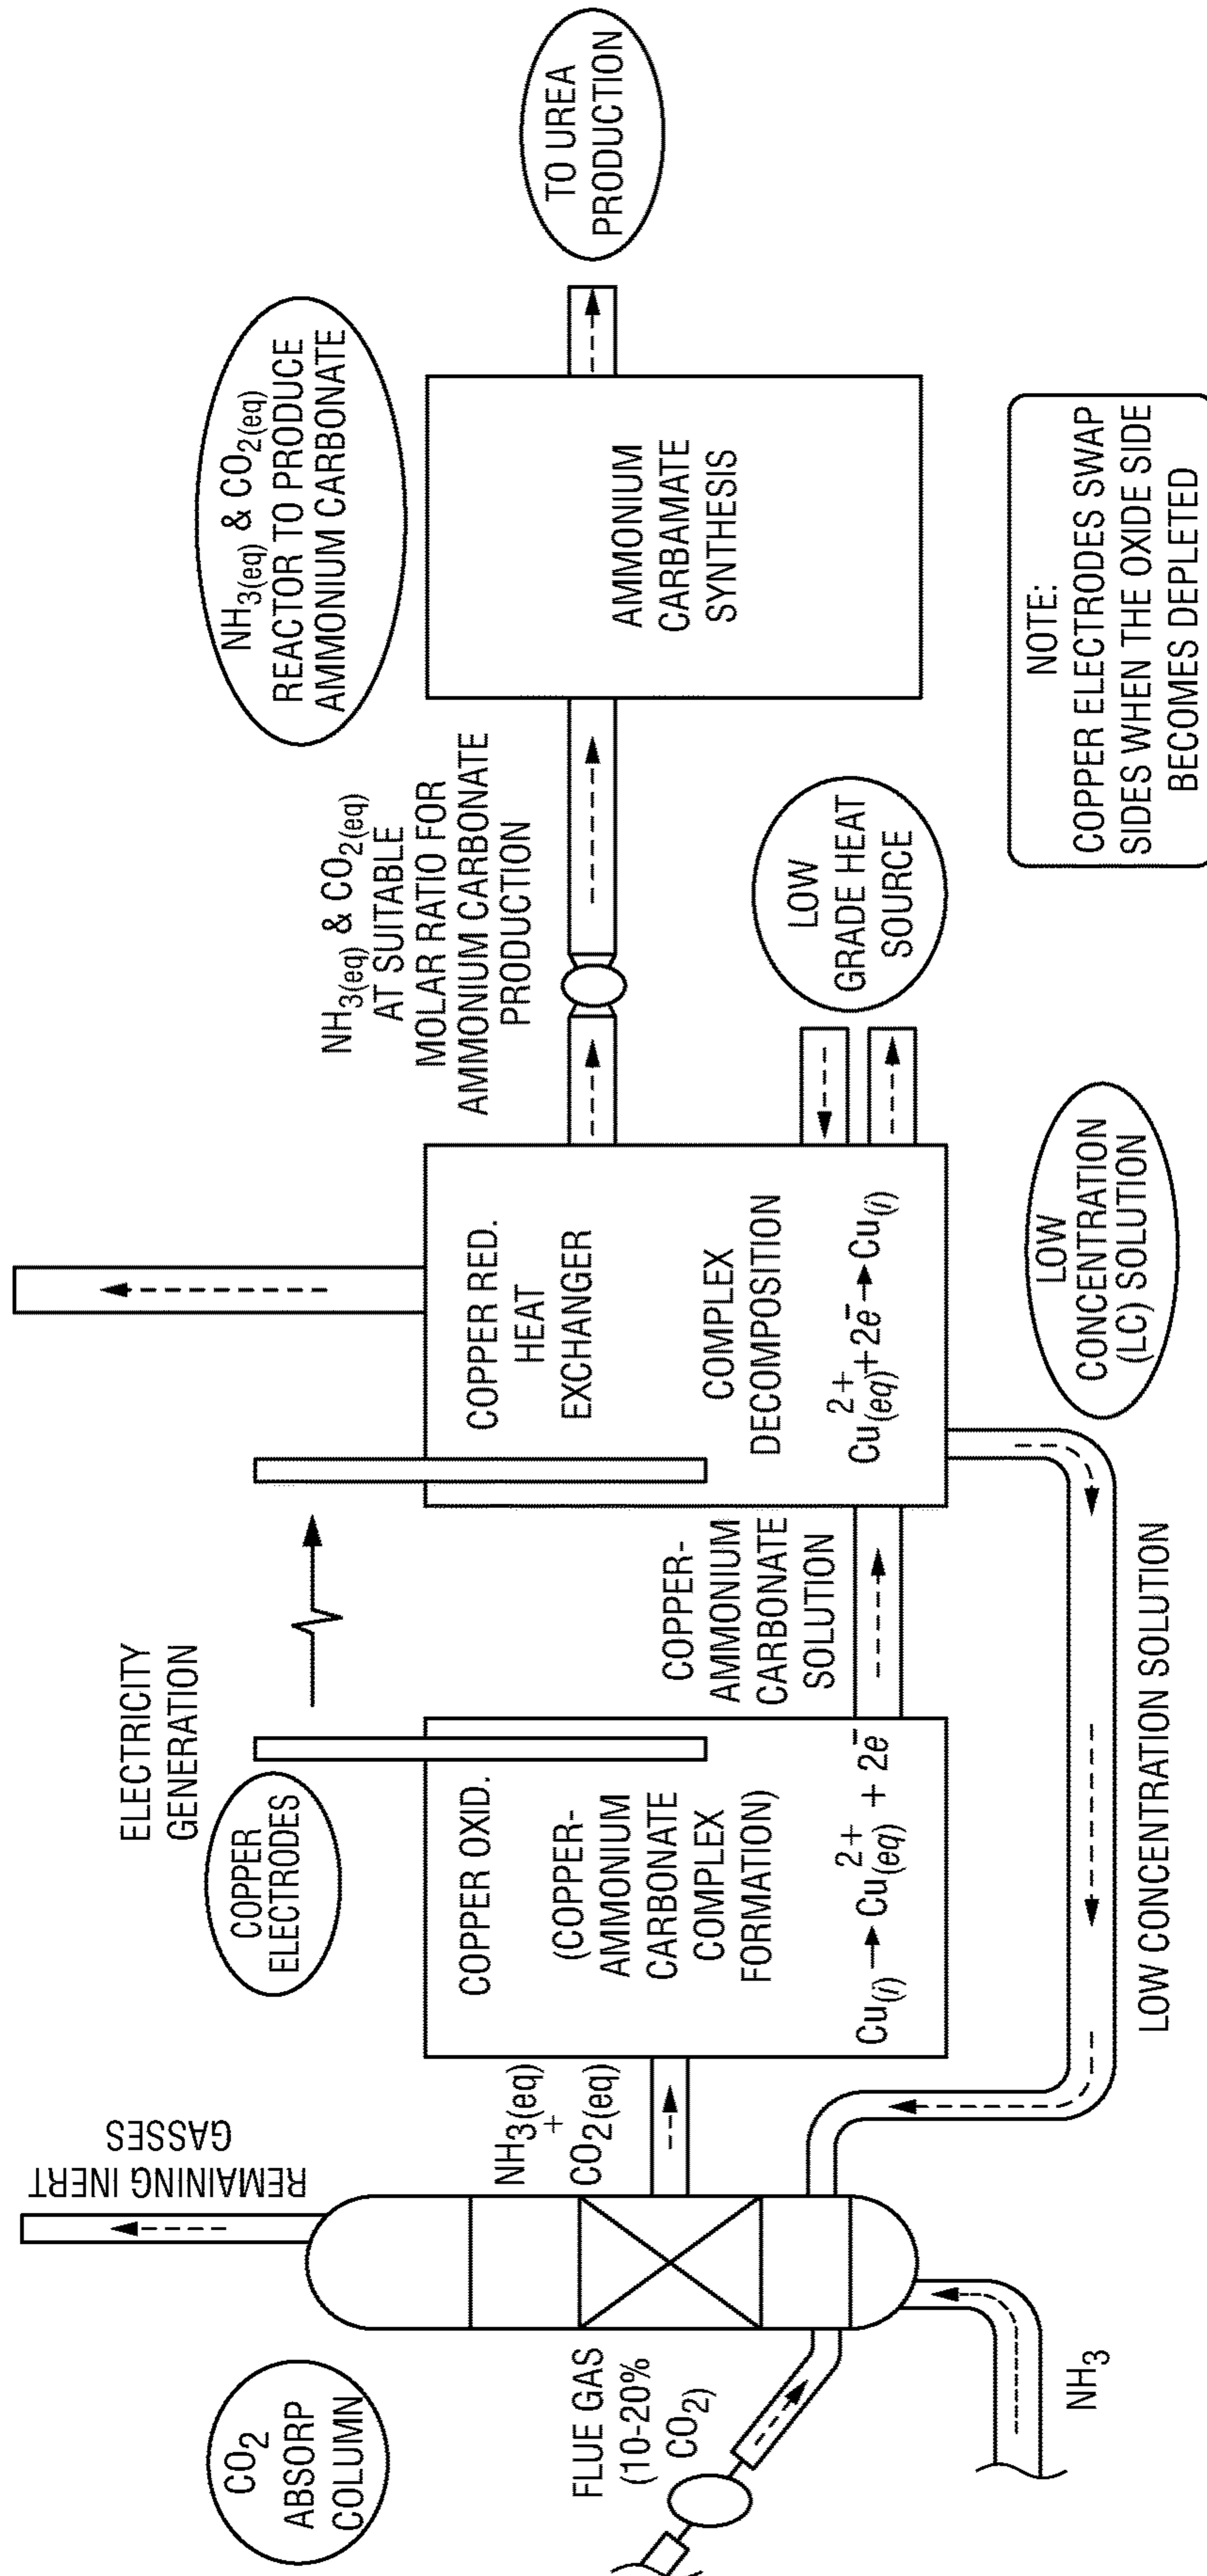 CO2
ABSORP
COLUMN
REMAINING INERT
GASSES
FLUE GAS
(10-20%
CO2)
NH3
NH3(eq)
+
CO2(eq)
COPPER
ELECTRODES
ELECTRICITY
GENERATION
COPPER OXID.
(COPPER-
AMMONIUM
CARBONATE
COMPLEX
FORMATION)
Cu(i) → Cu2+(eq) + 2e-
COPPER-
AMMONIUM
CARBONATE
SOLUTION
COPPER RED.
HEAT
EXCHANGER
COMPLEX
DECOMPOSITION
Cu2+(eq)+2e- → Cu(i)
LOW CONCENTRATION SOLUTION
LOW
CONCENTRATION
(LC) SOLUTION
NH3(eq) & CO2(eq)
AT SUITABLE
MOLAR RATIO FOR
AMMONIUM CARBONATE
PRODUCTION
LOW
GRADE HEAT
SOURCE
NH3(eq) & CO2(eq)
REACTOR TO PRODUCE
AMMONIUM CARBONATE
AMMONIUM
CARBAMATE
SYNTHESIS
TO UREA
PRODUCTION
NOTE:
COPPER ELECTRODES SWAP
SIDES WHEN THE OXIDE SIDE
BECOMES DEPLETED